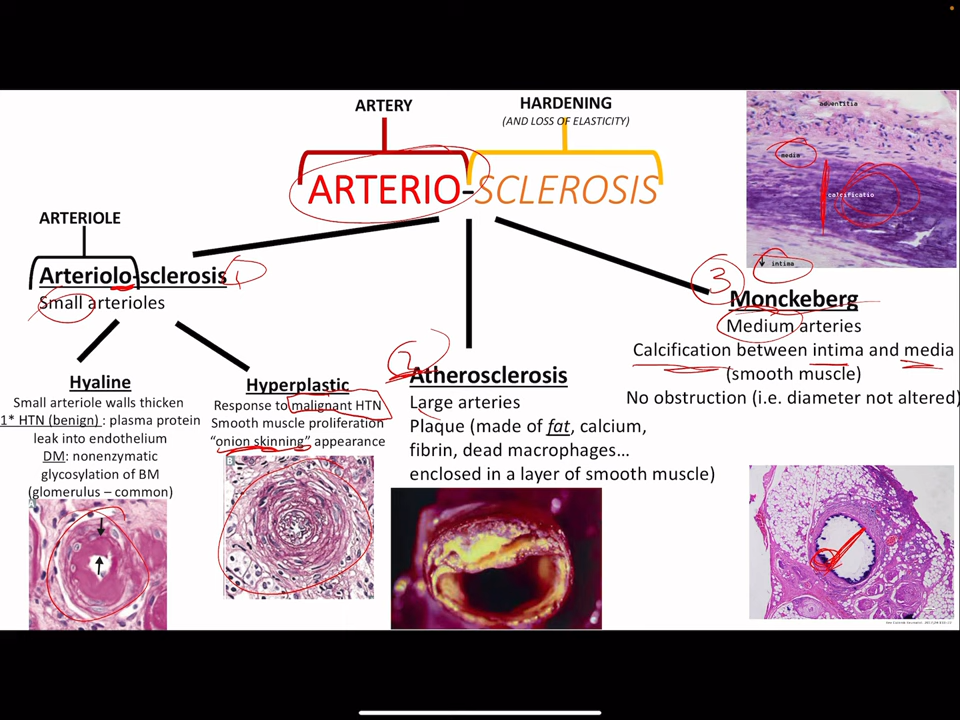 ARTERY
HARDENING
(AND LOSS OF ELASTICITY)
ARTERIO-SCLEROSIS
ARTERIOLE
Arteriolo-sclerosis
1
Small arterioles
Hyaline
Small arteriole walls thicken
1* HTN (benign) : plasma protein
leak into endothelium
DM: nonenzymatic
glycosylation of BM
(glomerulus – common)
Hyperplastic
Response to malignant HTN
Smooth muscle proliferation
“onion skinning” appearance
2
Atherosclerosis
Large arteries
Plaque (made of fat, calcium,
fibrin, dead macrophages…
enclosed in a layer of smooth muscle)
3
Monckeberg
Medium arteries
Calcification between intima and media
(smooth muscle)
No obstruction (i.e. diameter not altered)
adventitia
media
calcificatio
intima